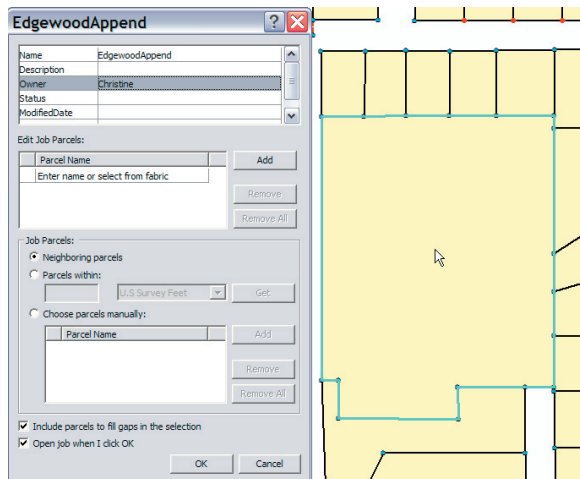 EdgewoodAppend
Name EdgewoodAppend
Description
Owner Christine
Status
ModifiedDate
Edit Job Parcels:
Parcel Name
Enter name or select from fabric
Add
Remove
Remove All
Job Parcels:
Neighboring parcels
Parcels within:
U.S Survey Feet Get
Choose parcels manually:
Parcel Name
Add
Remove
Remove All
Include parcels to fill gaps in the selection
Open job when I click OK
OK Cancel